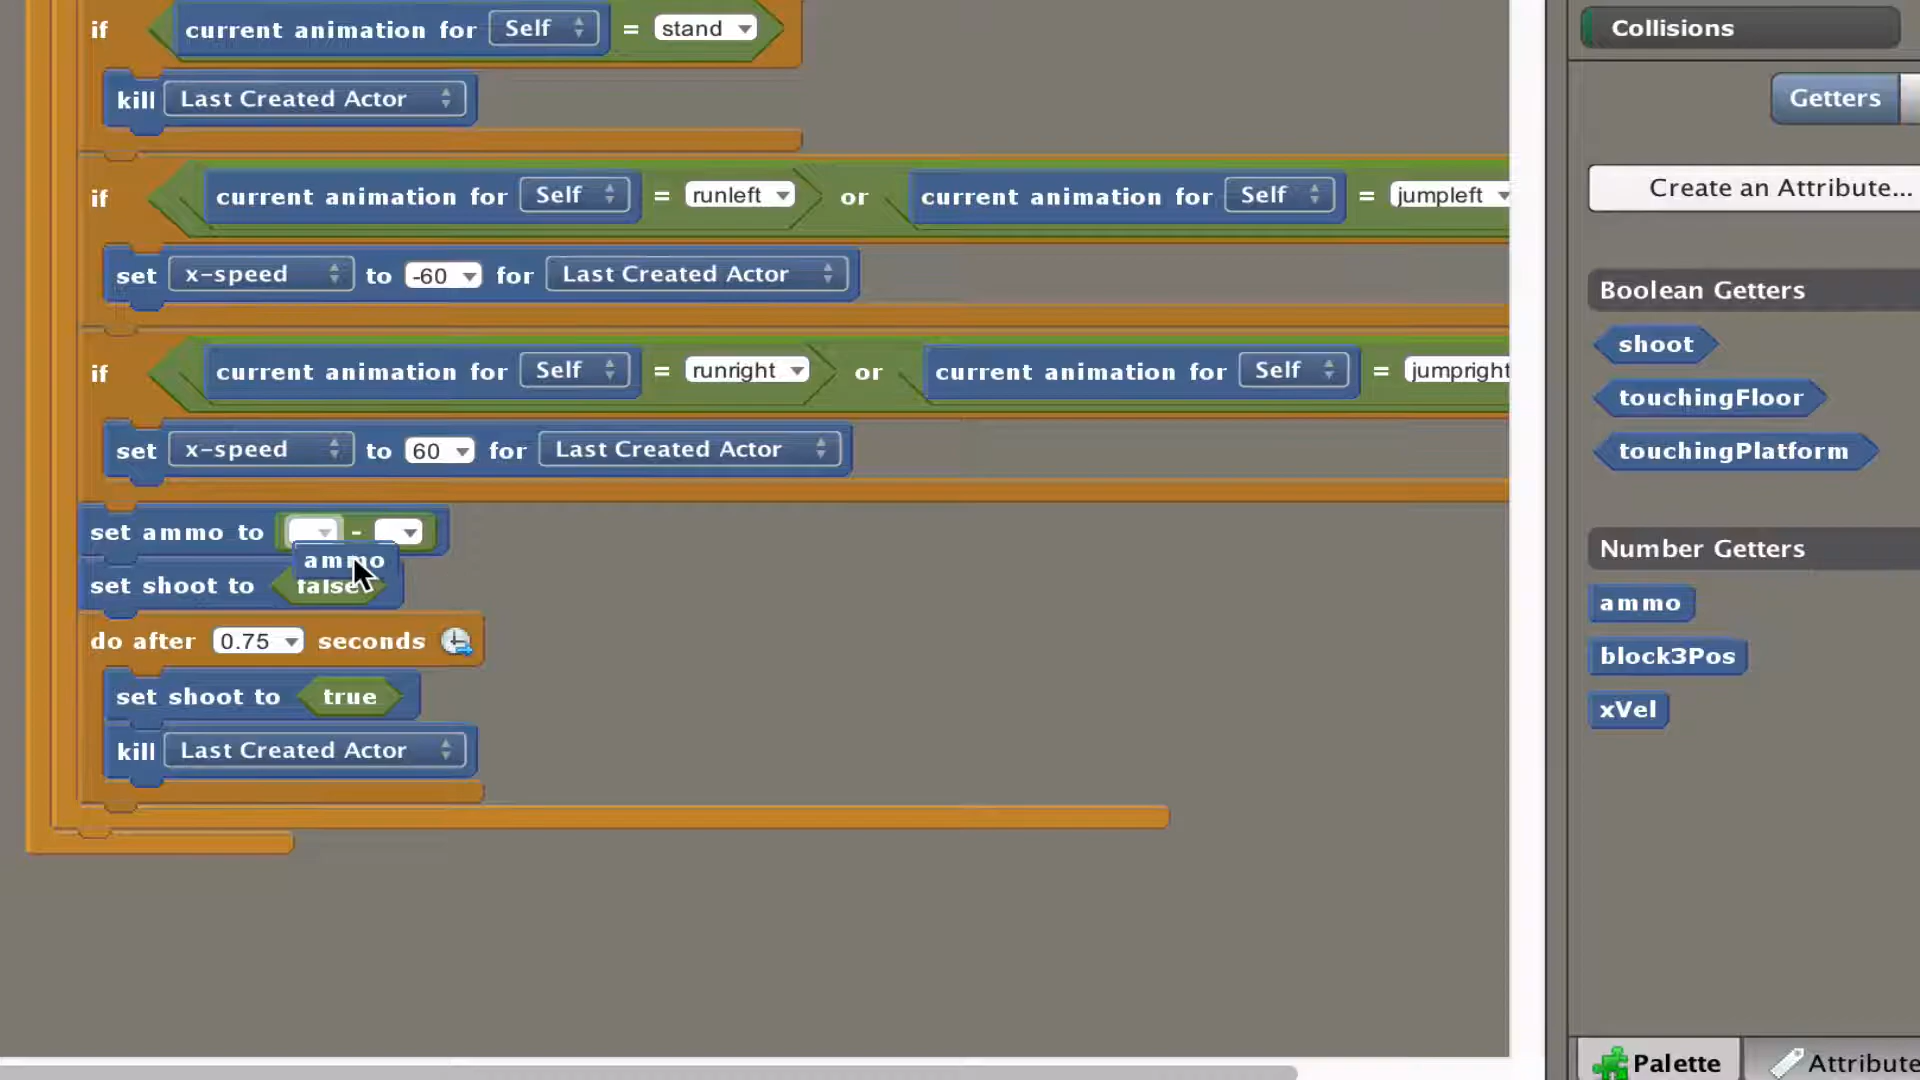 if current animation for Self = stand
kill Last Created Actor
if current animation for Self = runleft or current animation for Self = jumpleft
set x-speed to -60 for Last Created Actor
if current animation for Self = runright or current animation for Self = jumpright
set x-speed to 60 for Last Created Actor
set ammo to -
ammo
set shoot to false
do after 0.75 seconds
set shoot to true
kill Last Created Actor
Collisions
Getters
Create an Attribute...
Boolean Getters
shoot
touchingFloor
touchingPlatform
Number Getters
ammo
block3Pos
xVel
Palette
Attribute